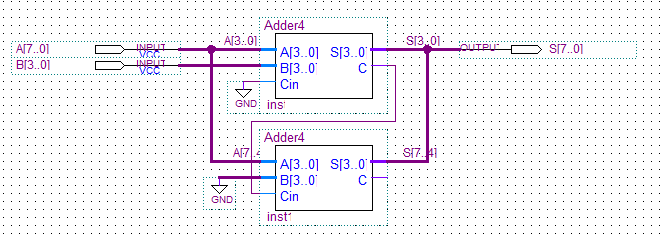 Adder4
A[7..0] INPUT VCC A[3..0] A[3..0] S[3..0] S[3..0] OUTPUT S[7..0]
B[3..0] INPUT VCC B[3..0] C
Cin
GND
inst
Adder4
A[7..4] A[3..0] S[3..0] S[7..4]
B[3..0] C
GND Cin
inst1